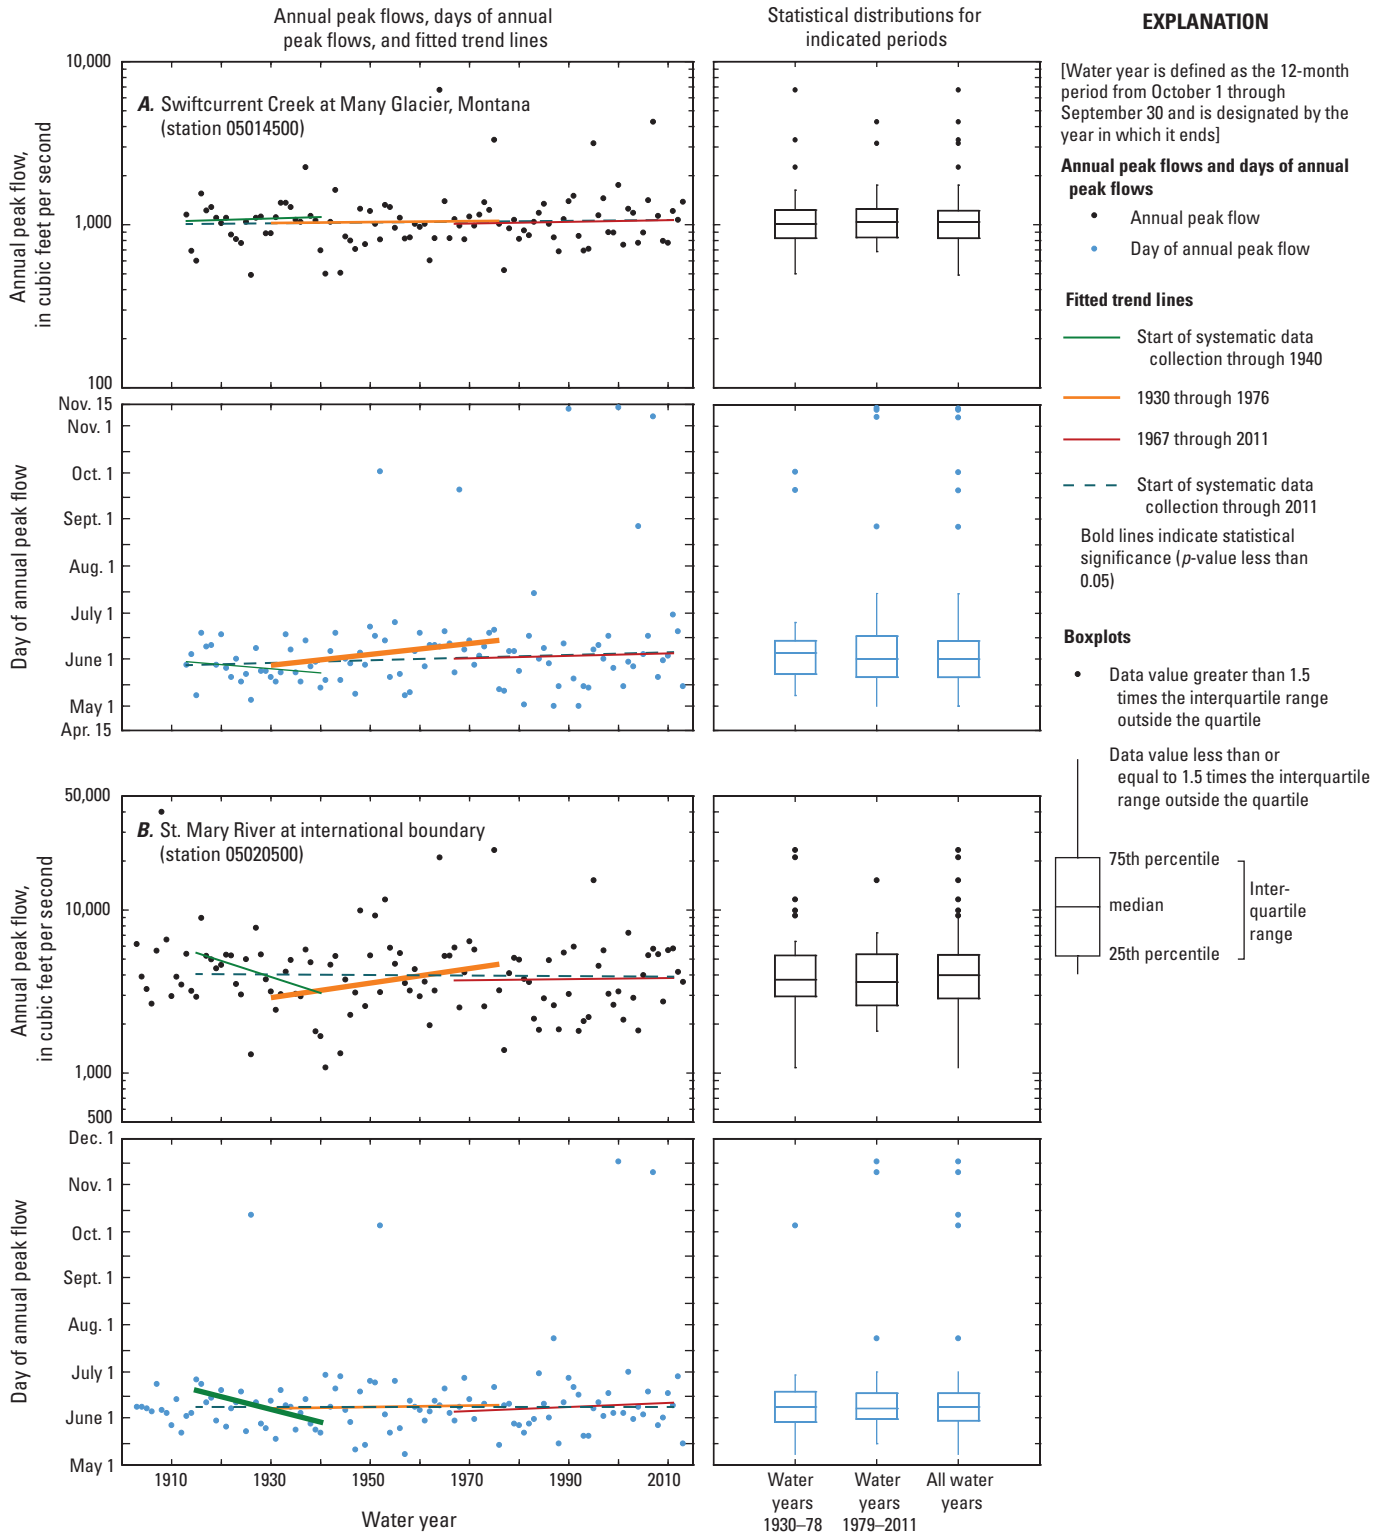 Annual peak flows, days of annual
peak flows, and fitted trend lines
Statistical distributions for
indicated periods
Annual peak flow,
in cubic feet per second
10,000
1,000
100
A. Swiftcurrent Creek at Many Glacier, Montana
(station 05014500)
Day of annual peak flow
Nov. 15
Nov. 1
Oct. 1
Sept. 1
Aug. 1
July 1
June 1
May 1
Apr. 15
Annual peak flow,
in cubic feet per second
50,000
10,000
1,000
500
B. St. Mary River at international boundary
(station 05020500)
Day of annual peak flow
Dec. 1
Nov. 1
Oct. 1
Sept. 1
Aug. 1
July 1
June 1
May 1
1910
1930
1950
1970
1990
2010
Water year
Water
years
1930–78
Water
years
1979–2011
All water
years
EXPLANATION
[Water year is defined as the 12-month
period from October 1 through
September 30 and is designated by the
year in which it ends]
Annual peak flows and days of annual
peak flows
Annual peak flow
Day of annual peak flow
Fitted trend lines
Start of systematic data
collection through 1940
1930 through 1976
1967 through 2011
Start of systematic data
collection through 2011
Bold lines indicate statistical
significance (p-value less than
0.05)
Boxplots
Data value greater than 1.5
times the interquartile range
outside the quartile
Data value less than or
equal to 1.5 times the interquartile
range outside the quartile
75th percentile
median
25th percentile
Inter-
quartile
range